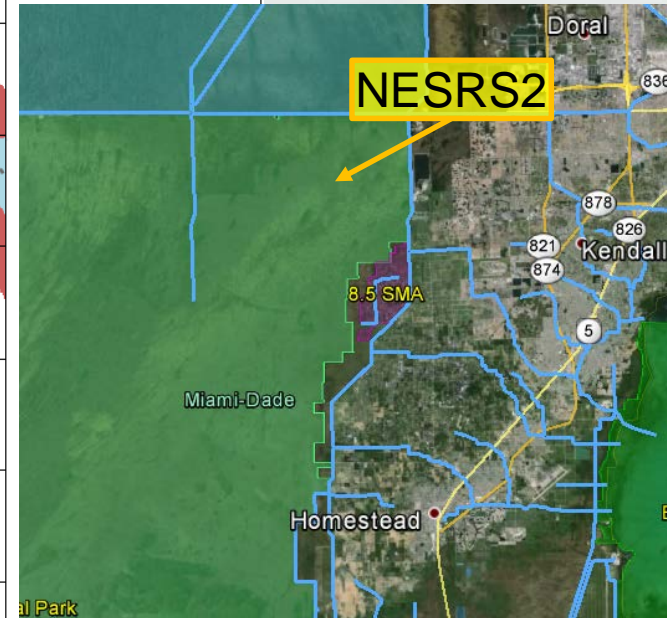 Doral
NESRS2
836
878
826
821
Kendall
874
8.5 SMA
5
Miami-Dade
Homestead
al Park